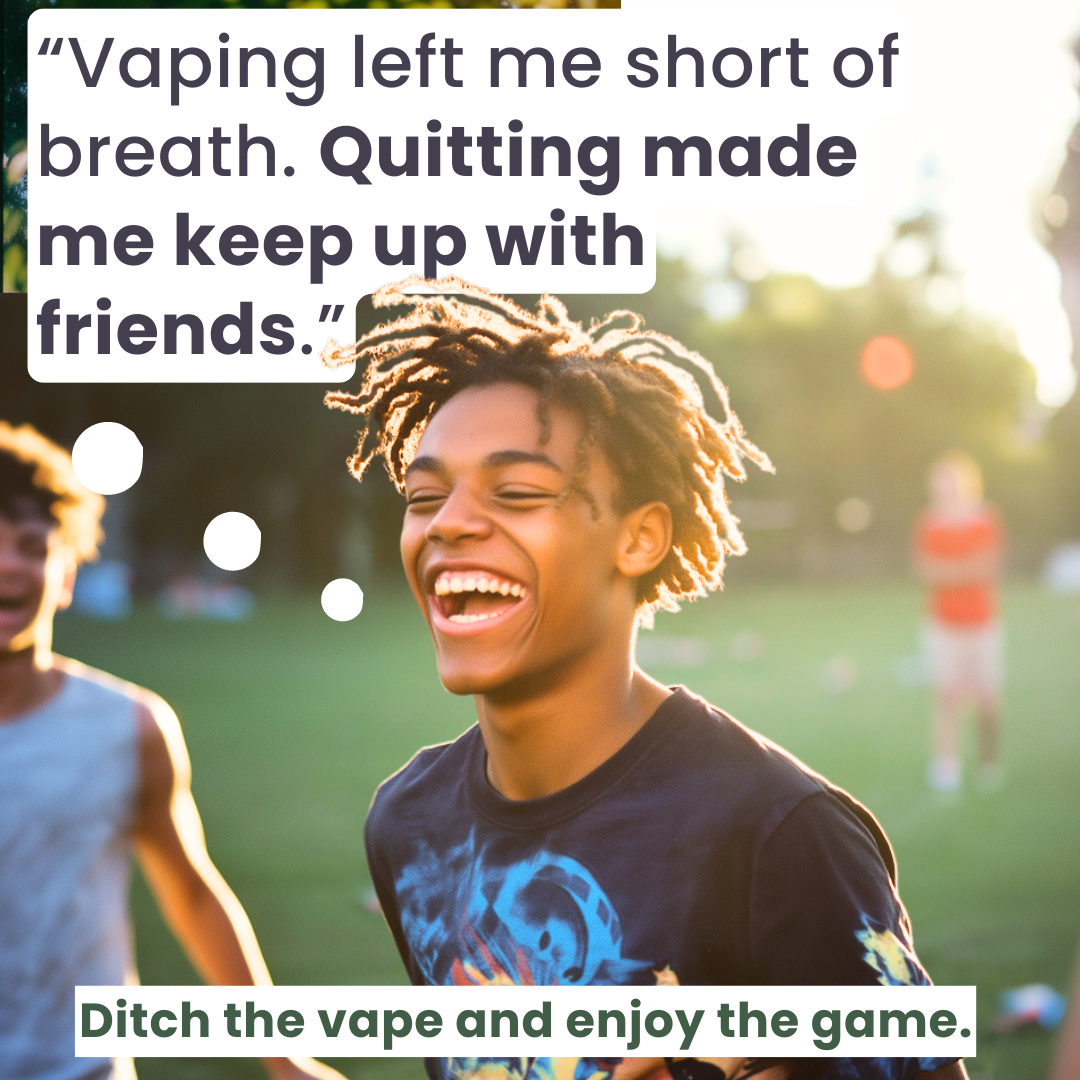 “Vaping left me short of
breath. Quitting made
me keep up with
friends.”
Ditch the vape and enjoy the game.